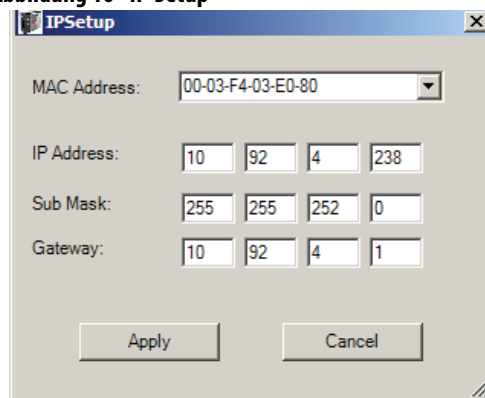 IPSetup
MAC Address: 00-03-F4-03-E0-80
IP Address: 10 92 4 238
Sub Mask: 255 255 252 0
Gateway: 10 92 4 1
Apply Cancel